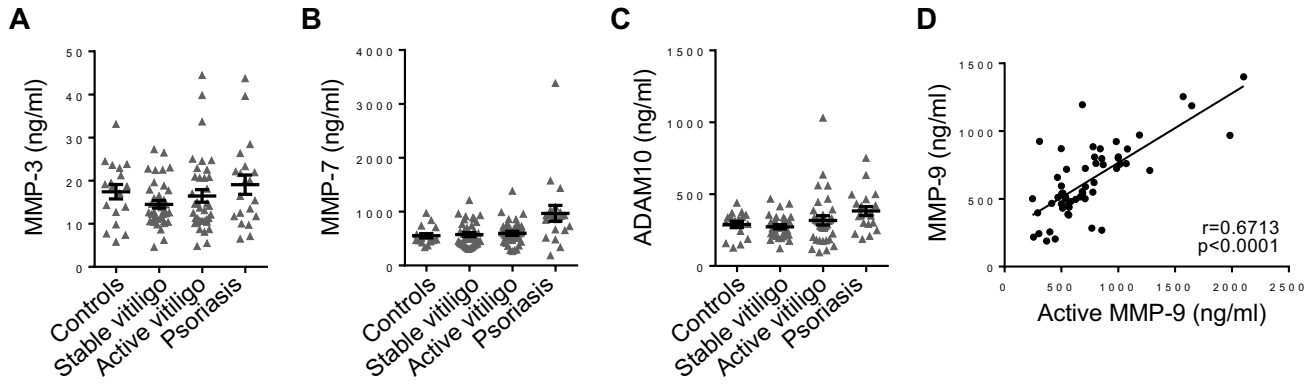 A
MMP-3 (ng/ml)
50
40
30
20
10
0
Controls
Stable vitiligo
Active vitiligo
Psoriasis
B
MMP-7 (ng/ml)
4000
3000
2000
1000
0
Controls
Stable vitiligo
Active vitiligo
Psoriasis
C
ADAM10 (ng/ml)
1500
1000
500
0
Controls
Stable vitiligo
Active vitiligo
Psoriasis
D
MMP-9 (ng/ml)
1500
1000
500
0
r=0.6713
p<0.0001
0 500 1000 1500 2000 2500
Active MMP-9 (ng/ml)